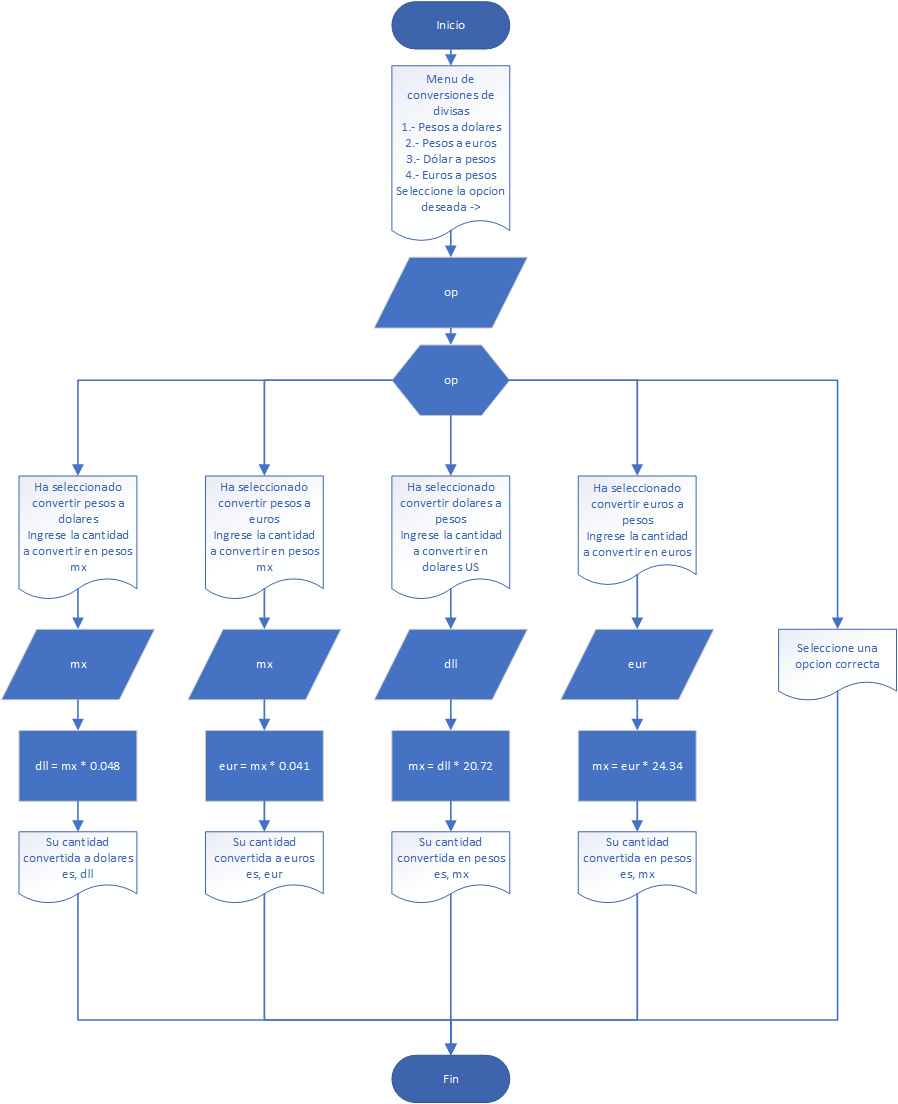 Inicio
Menu de
conversiones de
divisas
1.- Pesos a dolares
2.- Pesos a euros
3.- Dólar a pesos
4.- Euros a pesos
Seleccione la opcion
deseada ->
op
op
Ha seleccionado
convertir pesos a
dolares
Ingrese la cantidad
a convertir en pesos
mx
mx
dll = mx * 0.048
Su cantidad
convertida a dolares
es, dll
Ha seleccionado
convertir pesos a
euros
Ingrese la cantidad
a convertir en pesos
mx
mx
eur = mx * 0.041
Su cantidad
convertida a euros
es, eur
Ha seleccionado
convertir dolares a
pesos
Ingrese la cantidad
a convertir en
dolares US
dll
mx = dll * 20.72
Su cantidad
convertida en pesos
es, mx
Ha seleccionado
convertir euros a
pesos
Ingrese la cantidad
a convertir en euros
eur
mx = eur * 24.34
Su cantidad
convertida en pesos
es, mx
Seleccione una
opcion correcta
Fin